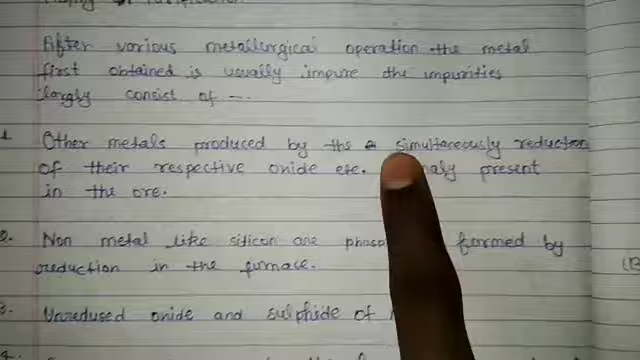 After various metallurgical operation the metal
first obtained is usually impure the impurities
largly consist of ---
1. Other metals produced by the simultaneously reduction
of their respective oxide etc. present
in the ore.
2. Non metal like silicon are formed by
reduction in the furnace.
3. Unredused oxide and sulphide of